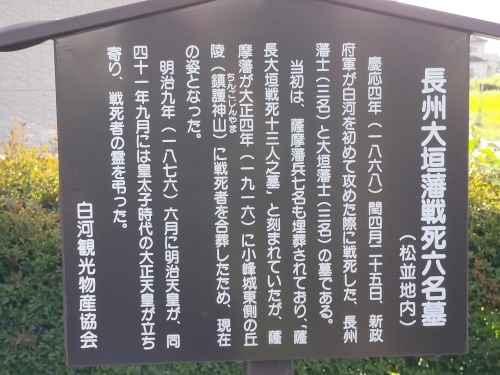 長州大垣藩戦死六名墓
（松並地内）
慶応四年（一八六八）閏四月二十五日、新政
府軍が白河を初めて攻めた際に戦死した、長州
藩士（三名）と大垣藩士（三名）の墓である。
当初は、薩摩藩兵七名も埋葬されており、「薩
長大垣戦死十三人之墓」と刻まれていたが、薩
摩藩が大正四年（一九一六）に小峰城東側の丘
陵（鎮護神山）に戦死者を合葬したため、現在
ちんごじんやま
の姿となった。
明治九年（一八七六）六月に明治天皇が、同
四十一年九月には皇太子時代の大正天皇が立ち
寄り、戦死者の霊を弔った。
白河観光物産協会